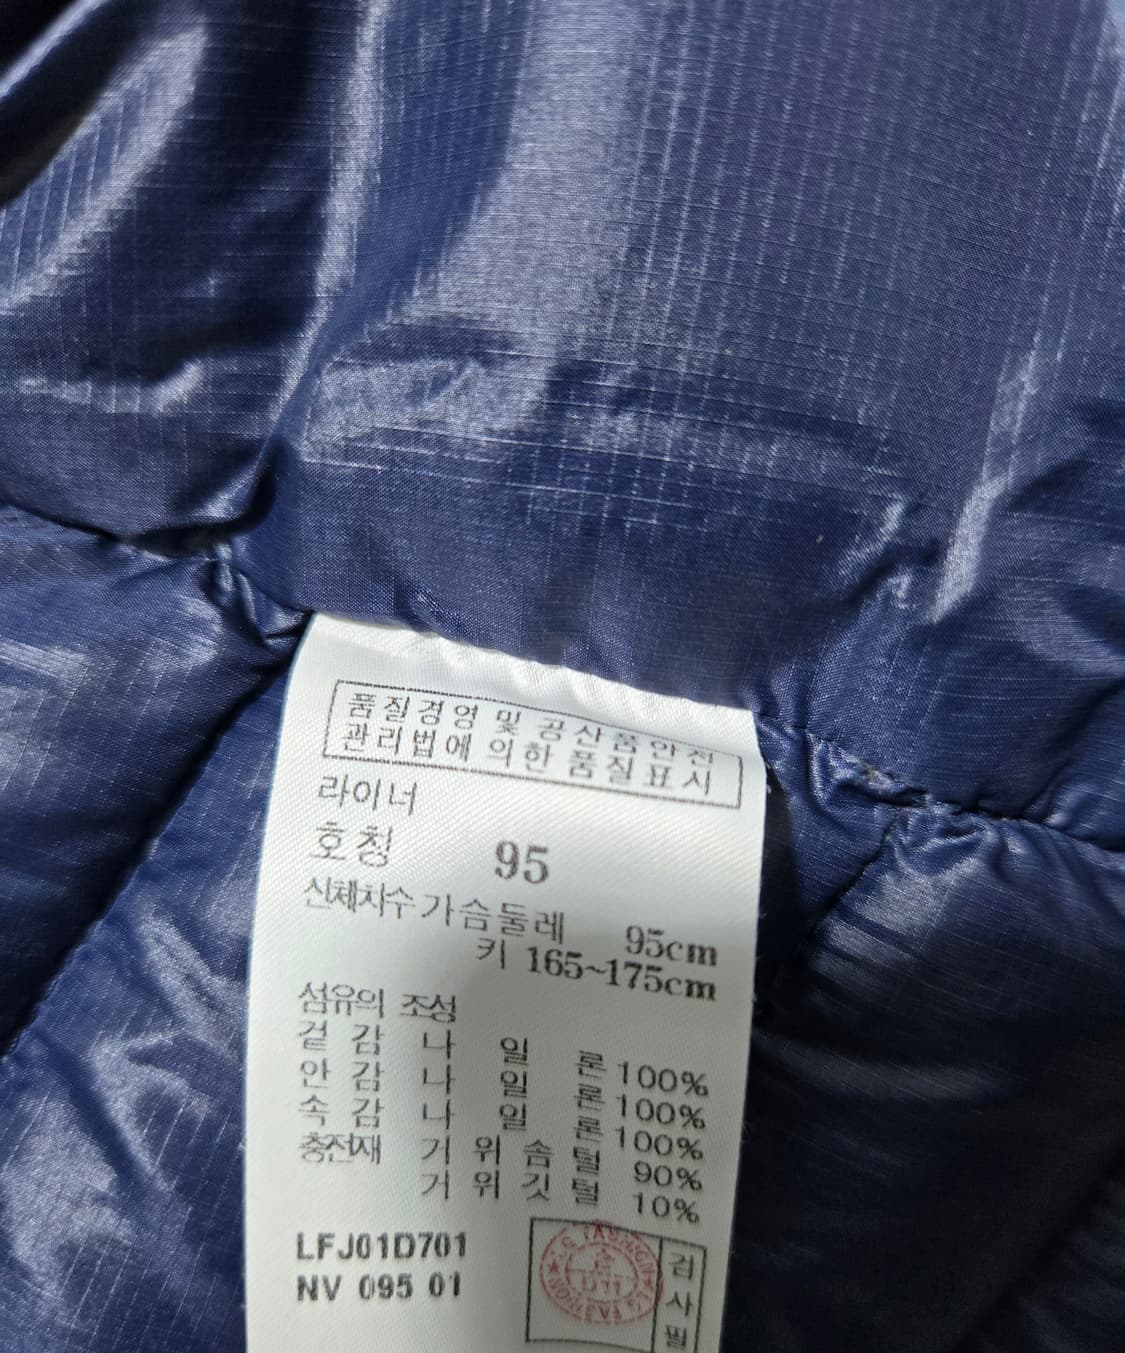 품질경영 및 공산품안전
관리법에 의한 품질표시
라이너
호칭 95
신체차수 가슴둘레 95cm
키 165~175cm
섬유의 조성
겉 감 나 일 론 100%
안 감 나 일 론 100%
속 감 나 일 론 100%
충전재 거 위 솜 털 90%
거 위 깃 털 10%
LFJ01D701
NV 095 01
검
사
필